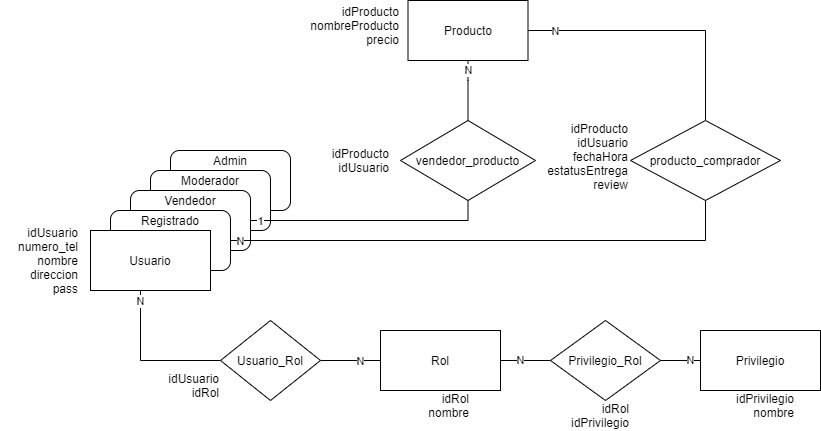 idProducto
nombreProducto
precio
Producto
N
N
idProducto
idUsuario
vendedor_producto
idProducto
idUsuario
fechaHora
estatusEntrega
review
producto_comprador
Admin
Moderador
Vendedor
Registrado
1
N
idUsuario
numero_tel
nombre
direccion
pass
Usuario
N
Usuario_Rol
idUsuario
idRol
N
Rol
idRol
nombre
N
Privilegio_Rol
idRol
idPrivilegio
N
Privilegio
idPrivilegio
nombre